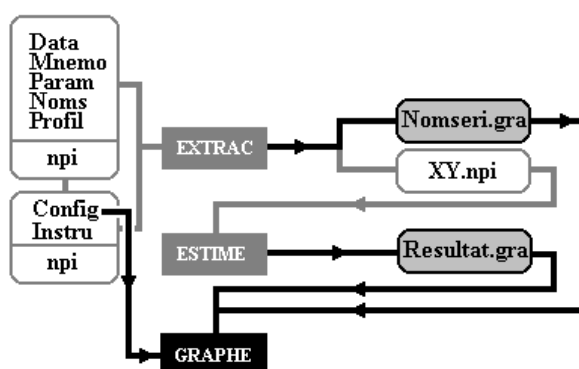 Data
Mnemo
Param
Noms
Profil
npi
Config
Instru
npi
EXTRAC
Nomseri.gra
XY.npi
ESTIME
Resultat.gra
GRAPHE